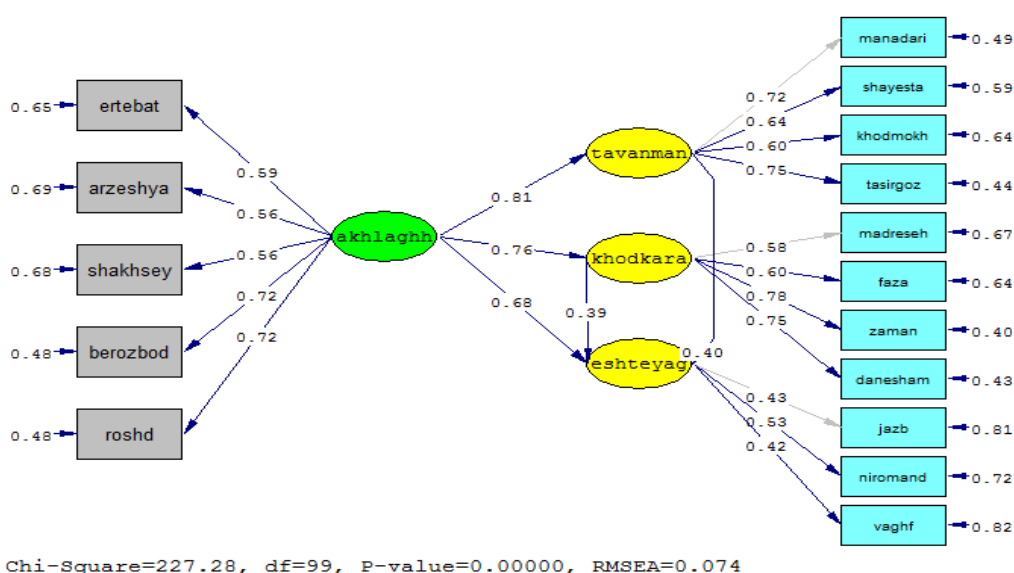 manadari 0.49
0.72
shayesta 0.59
0.65 ertebat
0.64
khodmokh 0.64
0.60
tavanman
0.59
0.75
tasirgoz 0.44
0.69 arzeshya
0.81
0.56
madreseh 0.67
akhlaghh
0.58
0.76
0.56
khodkara
0.60
0.68 shakhsey
faza 0.64
0.72
0.78
0.68
0.39
0.75
zaman 0.40
0.72
0.48 berozbod
0.40
eshteyag
danesham 0.43
0.43
0.53
jazb 0.81
0.48 roshd
0.42
niromand 0.72
vaghf 0.82
Chi-Square=227.28, df=99, P-value=0.00000, RMSEA=0.074